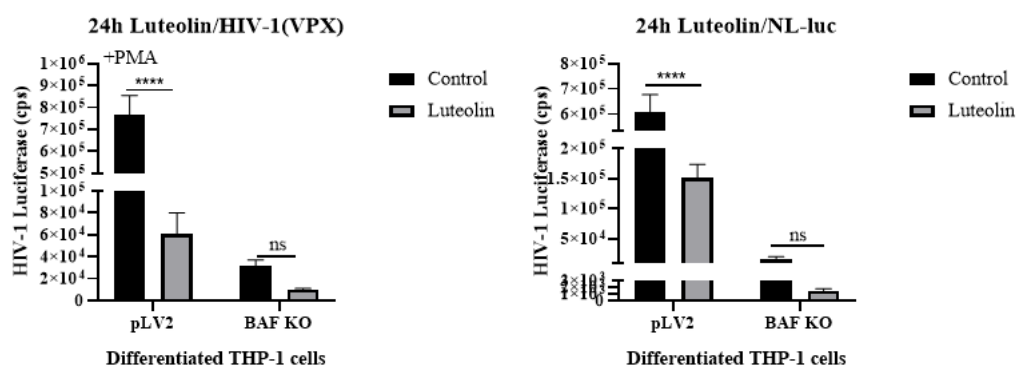 24h Luteolin/HIV-1(VPX)
+PMA
HIV-1 Luciferase (cps)
1×10⁶
9×10⁵
8×10⁵
7×10⁵
6×10⁵
5×10⁵
1×10⁵
8×10⁴
6×10⁴
4×10⁴
2×10⁴
0
****
ns
pLV2
BAF KO
Differentiated THP-1 cells
Control
Luteolin
24h Luteolin/NL-luc
HIV-1 Luciferase (cps)
8×10⁵
6×10⁵
2×10⁵
1.5×10⁵
1×10⁵
5×10⁴
0
****
ns
pLV2
BAF KO
Differentiated THP-1 cells
Control
Luteolin